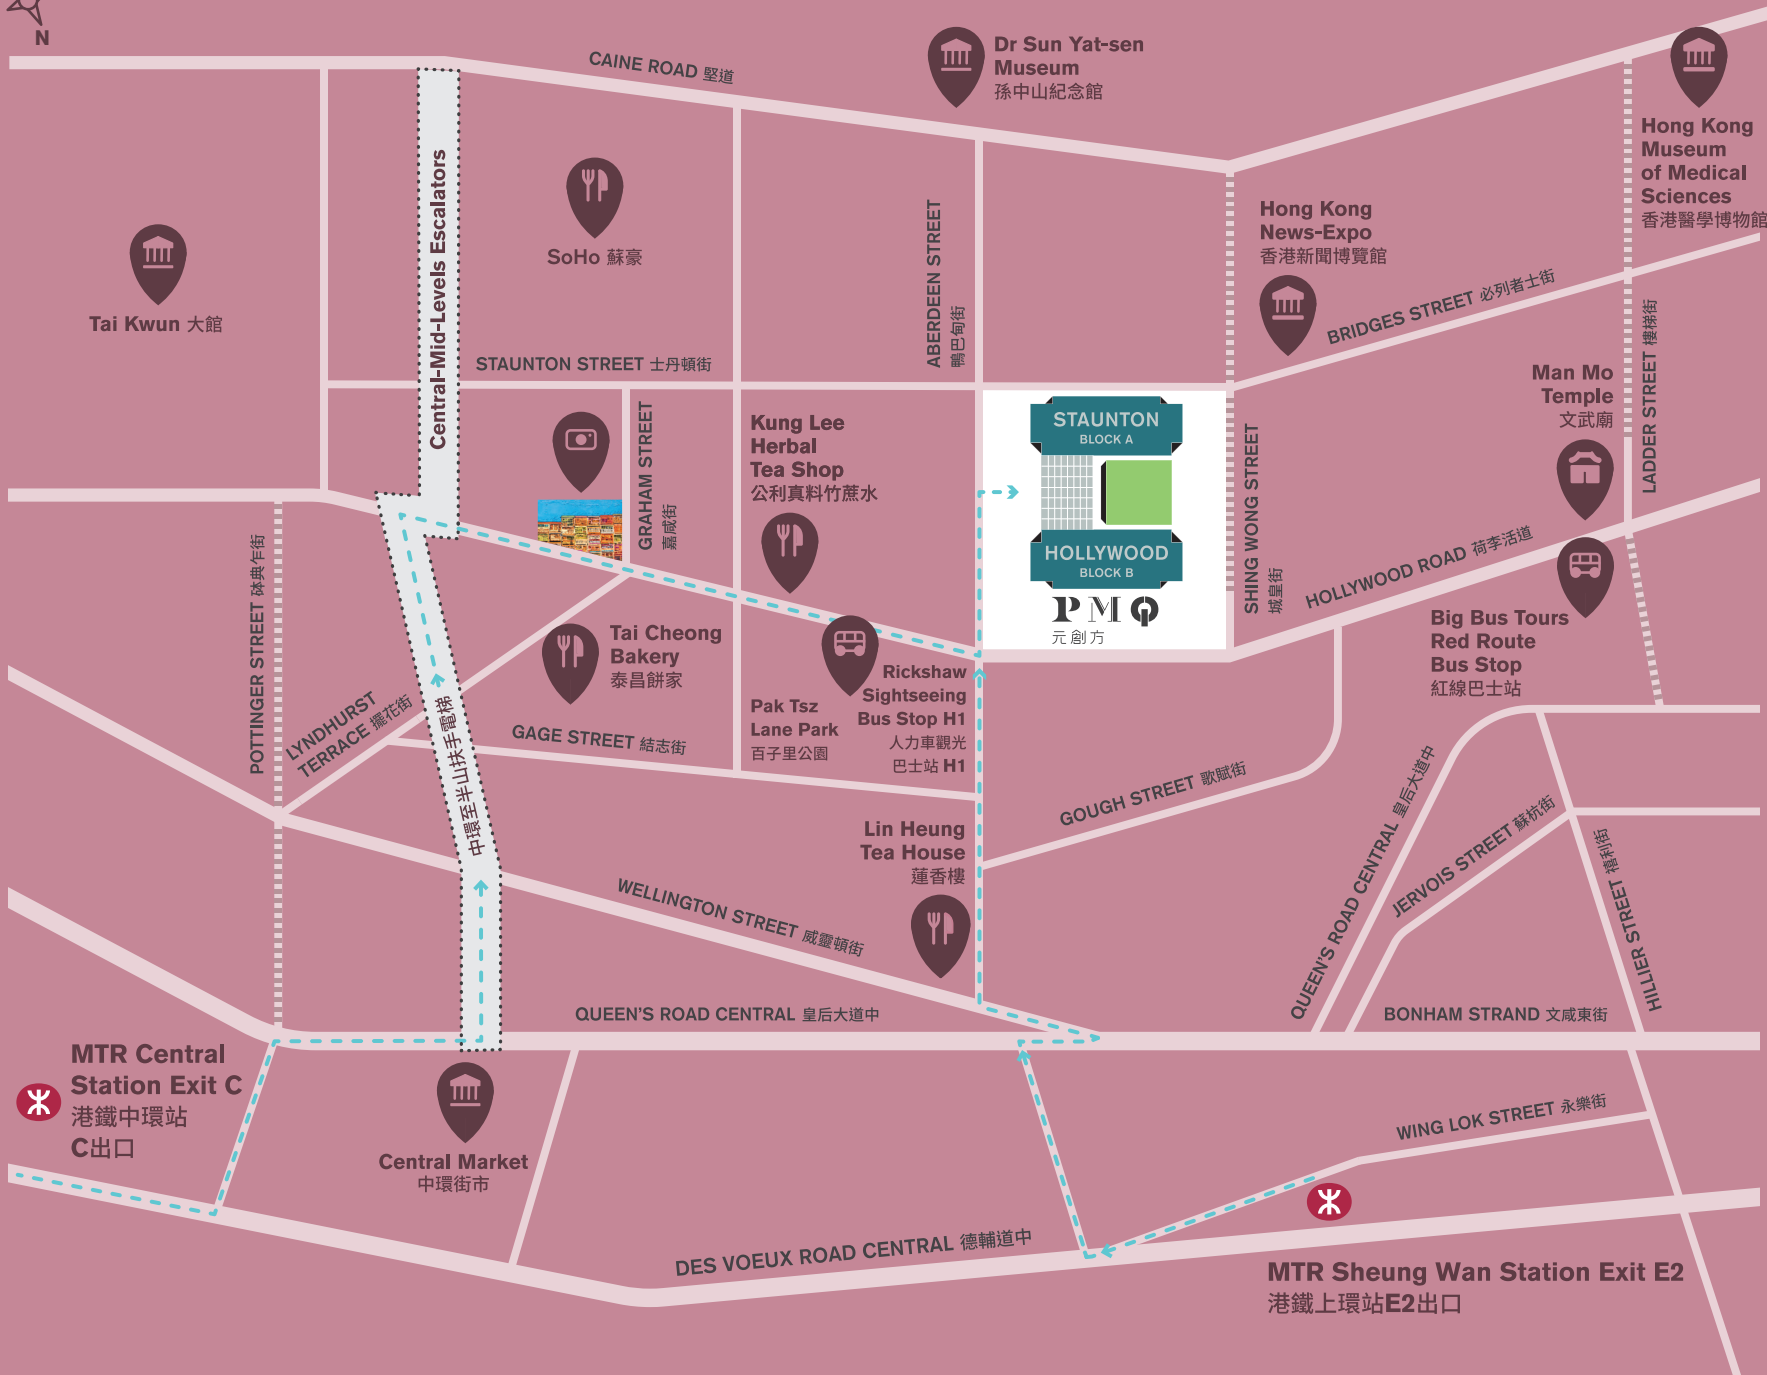 N
CAINE ROAD 堅道
Dr Sun Yat-sen
Museum
孫中山紀念館
Hong Kong
Museum
of Medical
Sciences
香港醫學博物館
Central-Mid-Levels Escalators
中環至半山扶手電梯
SoHo 蘇豪
Tai Kwun 大館
ABERDEEN STREET
鴨巴甸街
Hong Kong
News-Expo
香港新聞博覽館
BRIDGES STREET 必列者士街
STAUNTON STREET 士丹頓街
LADDER STREET 樓梯街
Man Mo
Temple
文武廟
GRAHAM STREET
嘉咸街
Kung Lee
Herbal
Tea Shop
公利真料竹蔗水
STAUNTON
BLOCK A
HOLLYWOOD
BLOCK B
PMQ
元創方
SHING WONG STREET
城皇街
HOLLYWOOD ROAD 荷李活道
POTTINGER STREET 砵典乍街
Tai Cheong
Bakery
泰昌餅家
Big Bus Tours
Red Route
Bus Stop
紅線巴士站
Rickshaw
Sightseeing
Bus Stop H1
人力車觀光
巴士站 H1
Pak Tsz
Lane Park
百子里公園
LYNDHURST
TERRACE 擺花街
GAGE STREET 結志街
GOUGH STREET 歌賦街
QUEEN'S ROAD CENTRAL 皇后大道中
JERVOIS STREET 蘇杭街
HILLIER STREET 禧利街
Lin Heung
Tea House
蓮香樓
WELLINGTON STREET 威靈頓街
QUEEN'S ROAD CENTRAL 皇后大道中
BONHAM STRAND 文咸東街
MTR Central
Station Exit C
港鐵中環站
C出口
Central Market
中環街市
WING LOK STREET 永樂街
DES VOEUX ROAD CENTRAL 德輔道中
MTR Sheung Wan Station Exit E2
港鐵上環站E2出口